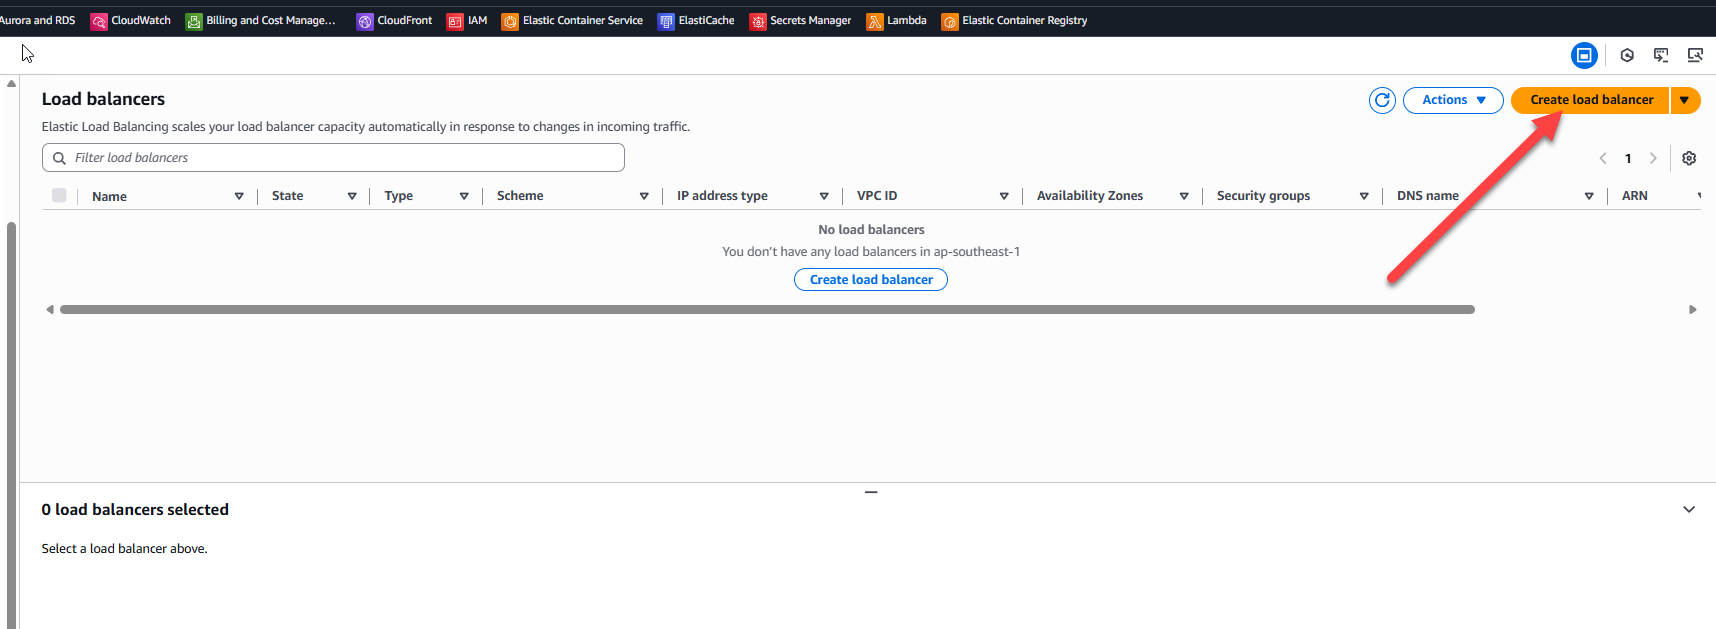 Aurora and RDS CloudWatch Billing and Cost Manage... CloudFront IAM Elastic Container Service ElastiCache Secrets Manager Lambda Elastic Container Registry
Load balancers
Actions
Create load balancer
Elastic Load Balancing scales your load balancer capacity automatically in response to changes in incoming traffic.
Filter load balancers
1
Name State Type Scheme IP address type VPC ID Availability Zones Security groups DNS name ARN
No load balancers
You don't have any load balancers in ap-southeast-1
Create load balancer
0 load balancers selected
Select a load balancer above.